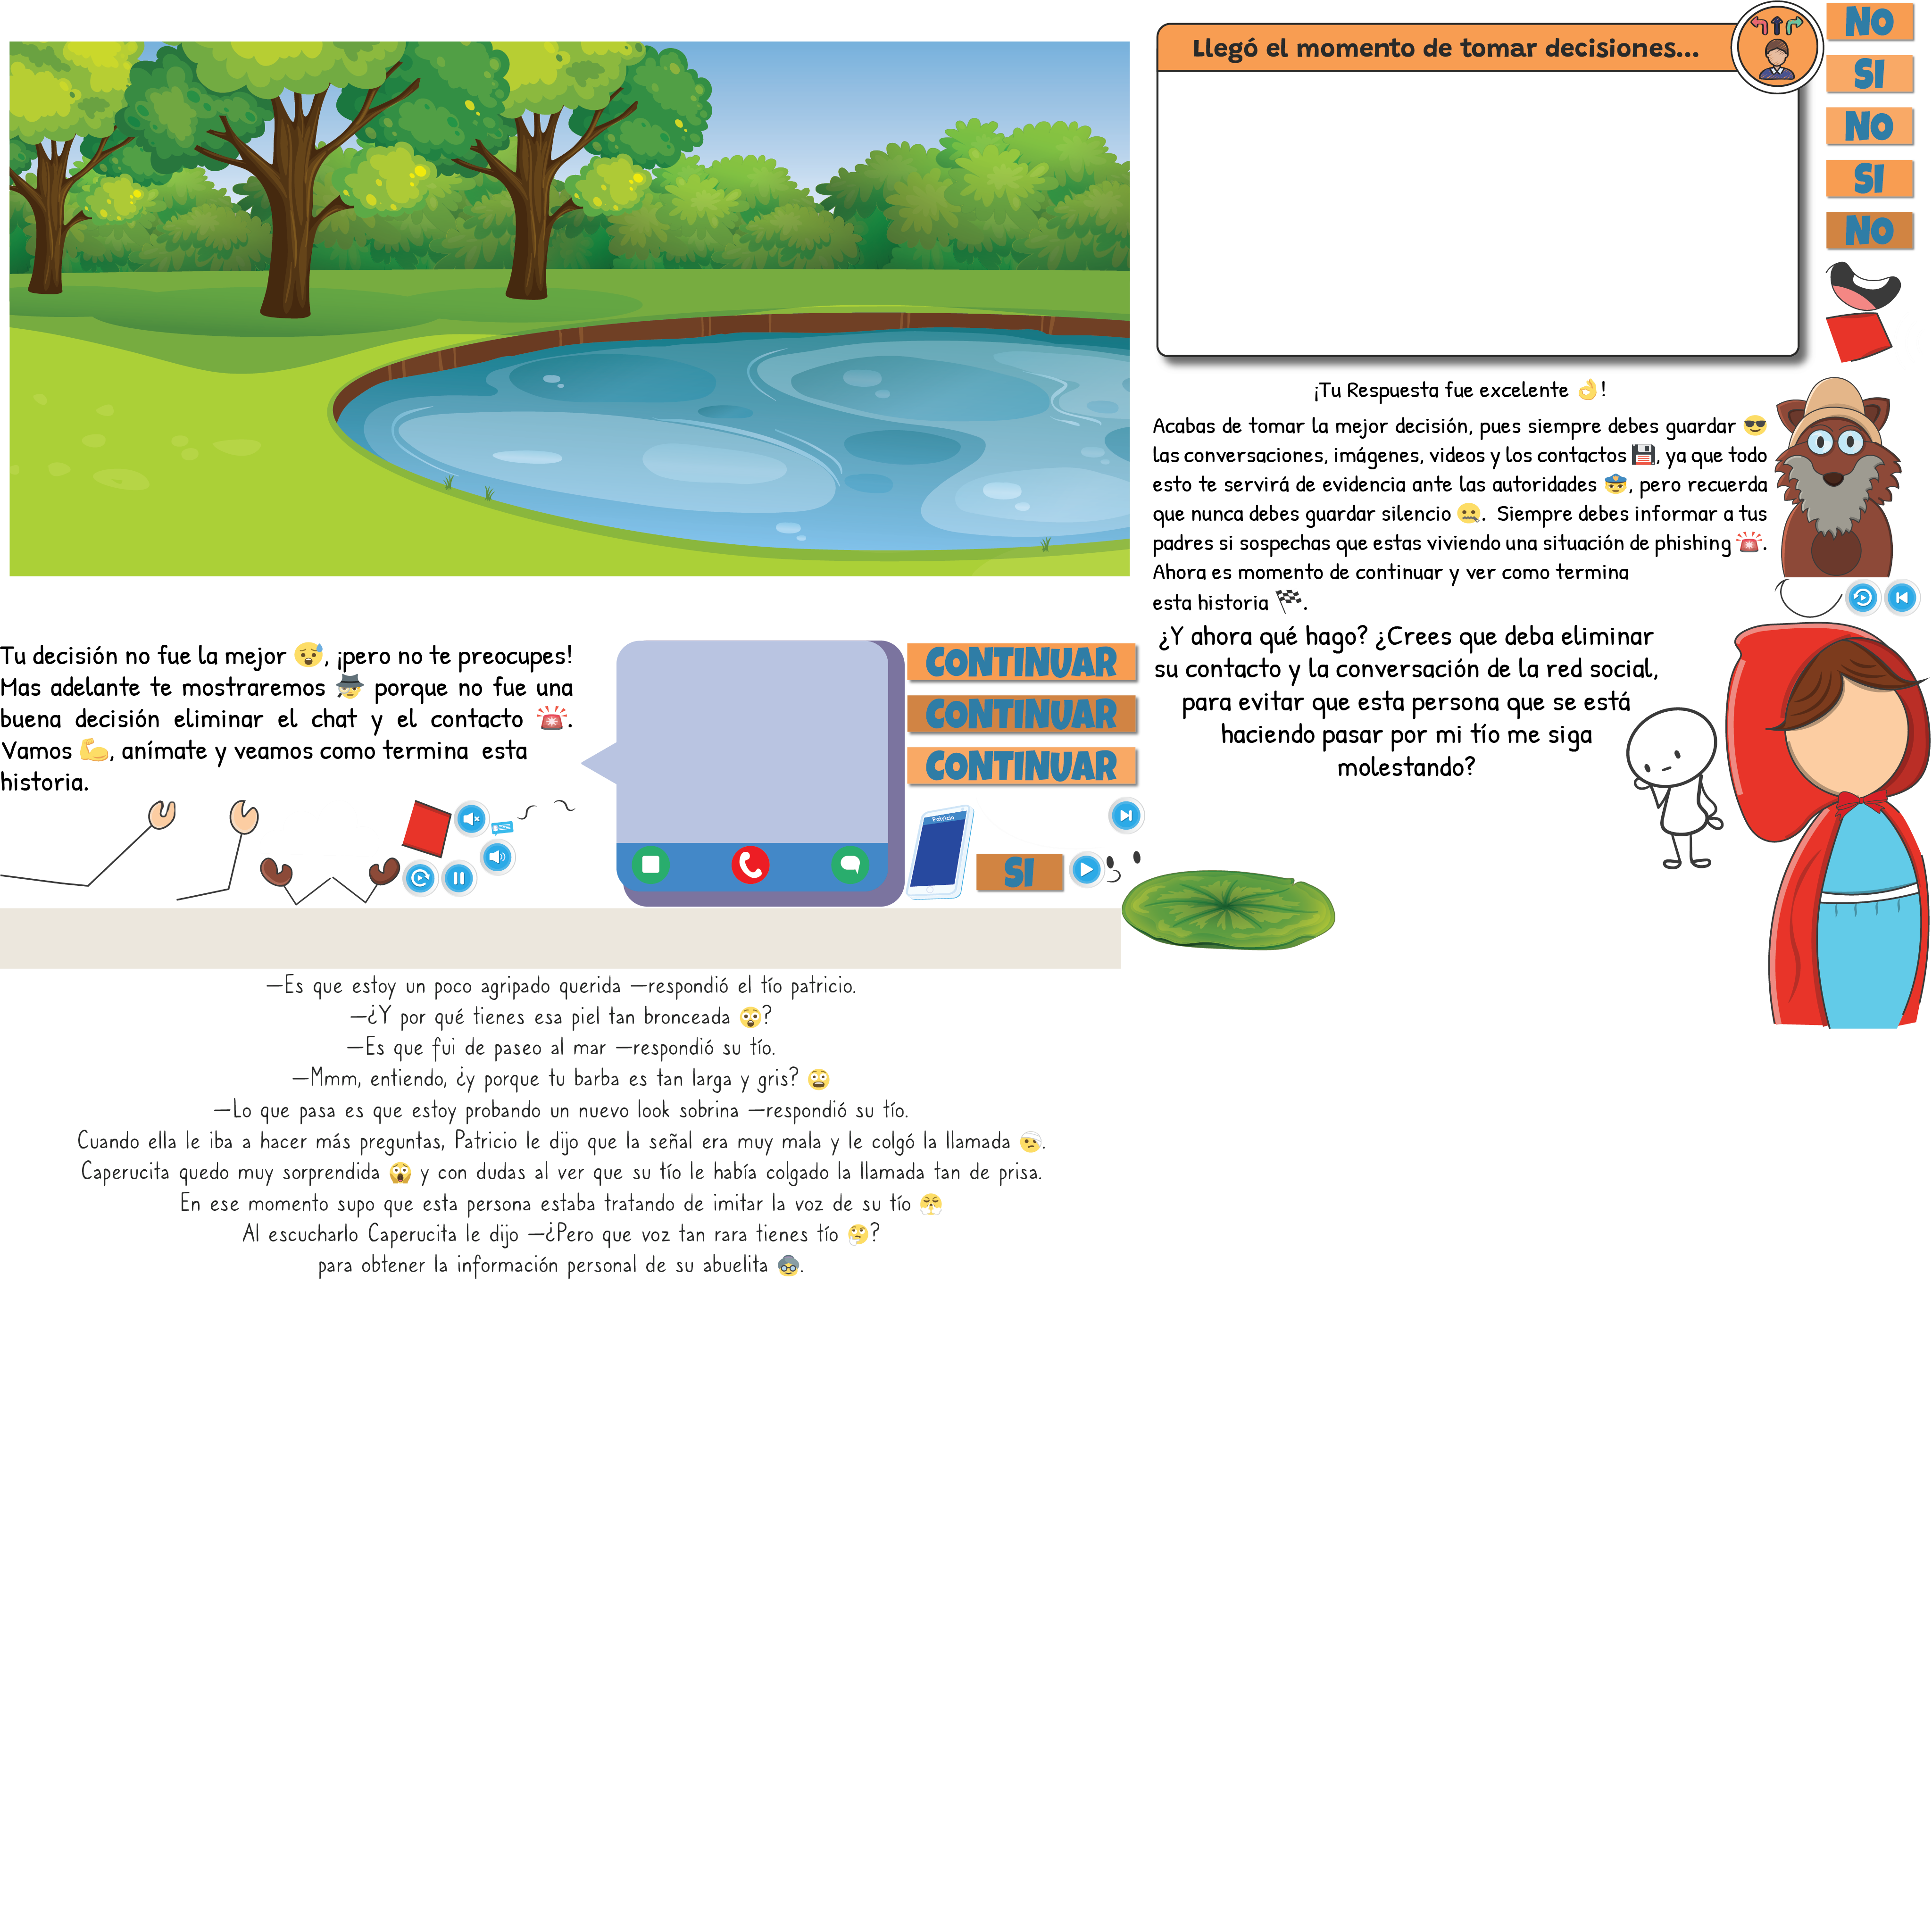 Llegó el momento de tomar decisiones...
NO
SI
NO
SI
NO
¡Tu Respuesta fue excelente 👌!
Acabas de tomar la mejor decisión, pues siempre debes guardar 😎
las conversaciones, imágenes, videos y los contactos 💾, ya que todo
esto te servirá de evidencia ante las autoridades 👮, pero recuerda
que nunca debes guardar silencio 🤐. Siempre debes informar a tus
padres si sospechas que estas viviendo una situación de phishing 🚨.
Ahora es momento de continuar y ver como termina
esta historia 🏁.
Tu decisión no fue la mejor 😅, ¡pero no te preocupes!
Mas adelante te mostraremos 🕵 porque no fue una
buena decisión eliminar el chat y el contacto 🚨.
Vamos 💪, anímate y veamos como termina esta
historia.
CONTINUAR
CONTINUAR
CONTINUAR
¿Y ahora qué hago? ¿Crees que deba eliminar
su contacto y la conversación de la red social,
para evitar que esta persona que se está
haciendo pasar por mi tío me siga
molestando?
Patricio
SI
—Es que estoy un poco agripado querida —respondió el tío patricio.
—¿Y por qué tienes esa piel tan bronceada 😲?
—Es que fui de paseo al mar —respondió su tío.
—Mmm, entiendo, ¿y porque tu barba es tan larga y gris? 😨
—Lo que pasa es que estoy probando un nuevo look sobrina —respondió su tío.
Cuando ella le iba a hacer más preguntas, Patricio le dijo que la señal era muy mala y le colgó la llamada 🤕.
Caperucita quedo muy sorprendida 😱 y con dudas al ver que su tío le había colgado la llamada tan de prisa.
En ese momento supo que esta persona estaba tratando de imitar la voz de su tío 😤
Al escucharlo Caperucita le dijo —¿Pero que voz tan rara tienes tío 🤔?
para obtener la información personal de su abuelita 👵.